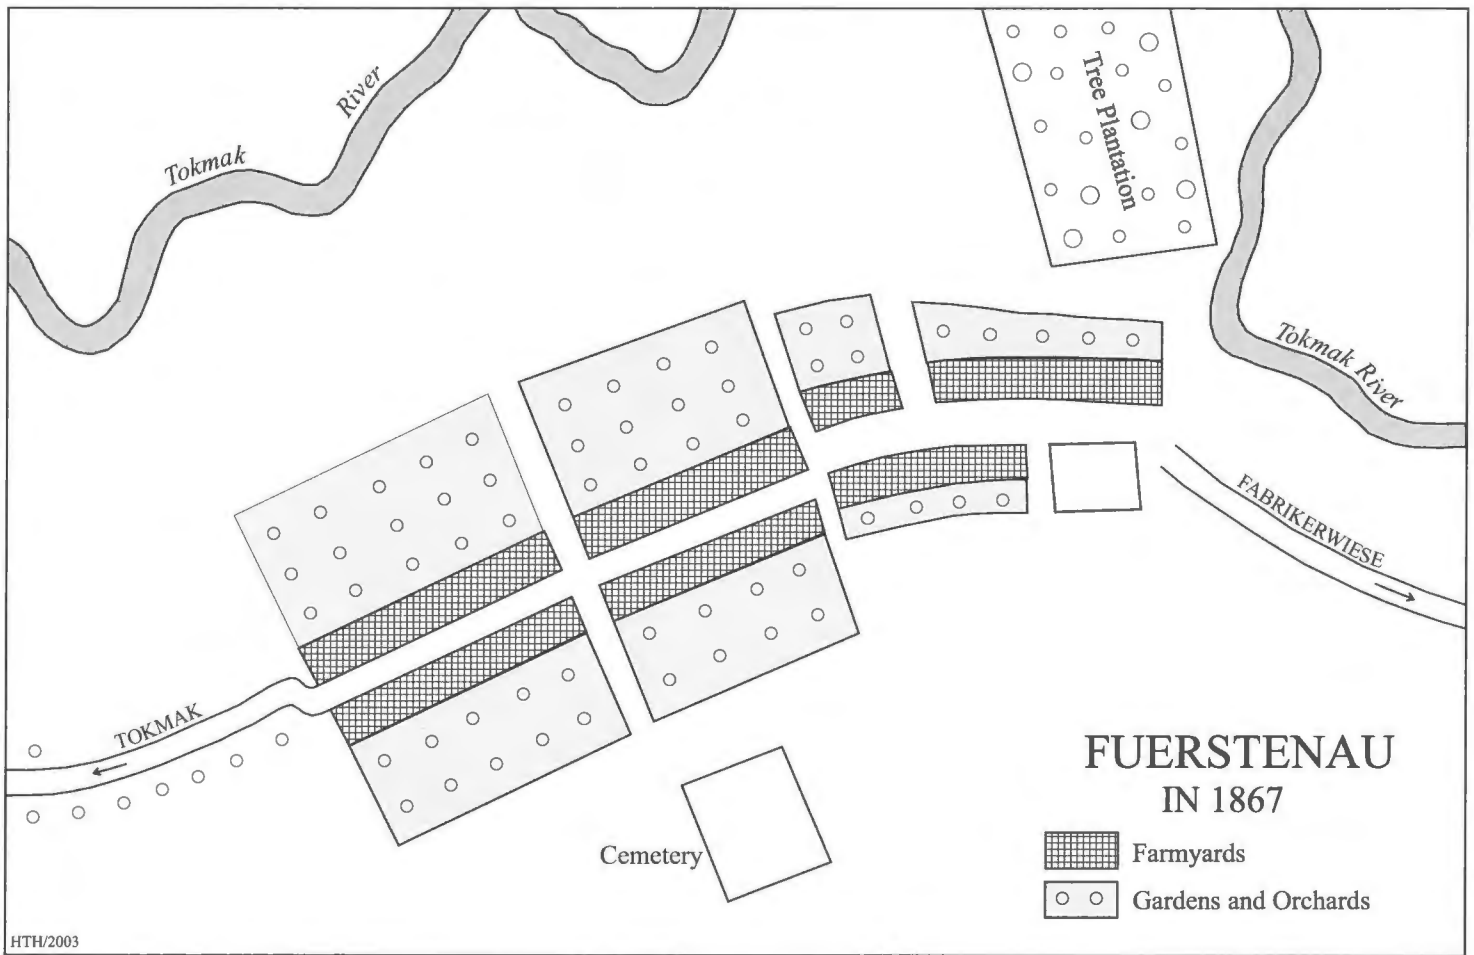 Tokmak River
Tree Plantation
Tokmak River
FABRIKERWIESE
TOKMAK
Cemetery
FUERSTENAU
IN 1867
Farmyards
Gardens and Orchards
HTH/2003